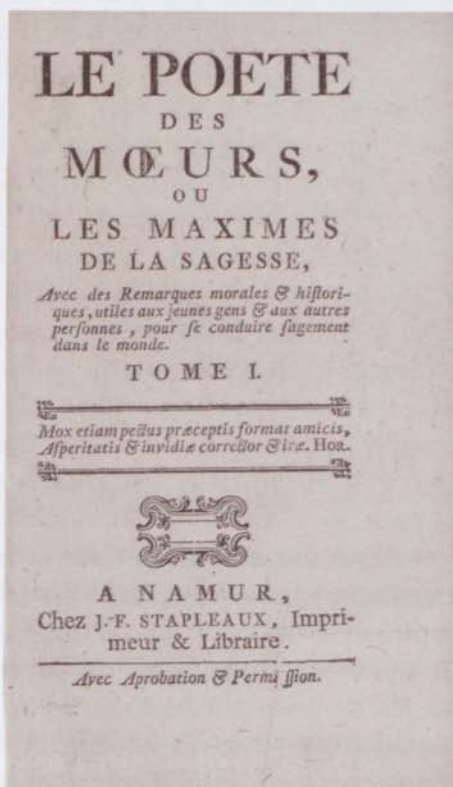 LE POETE
DES
MŒURS,
OU
LES MAXIMES
DE LA SAGESSE,
Avec des Remarques morales & hiſtori-
ques, utiles aux jeunes gens & aux autres
perſonnes, pour ſe conduire ſagement
dans le monde.
TOME I.
Mox etiam pectus præceptis format amicis,
Aſperitatis & invidiæ corrector & iræ. HOR.
A NAMUR,
Chez J.-F. STAPLEAUX, Impri-
meur & Libraire.
Avec Aprobation & Permi ſſion.